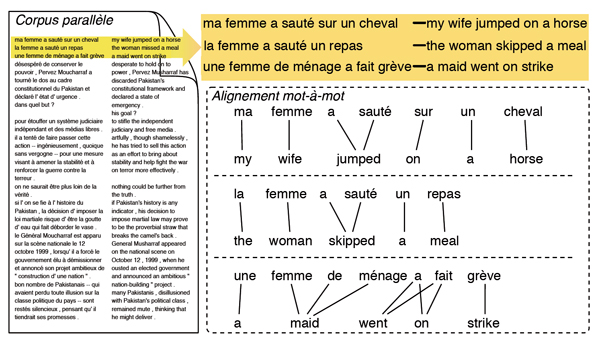 Corpus parallèle
ma femme a sauté sur un cheval
la femme a sauté un repas
une femme de ménage a fait grève
désespéré de conserver le
pouvoir , Pervez Moucharraf a
tourné le dos au cadre
constitutionnel du Pakistan et
déclaré l' état d' urgence .
dans quel but ?
pour étouffer un système judiciaire
indépendant et des médias libres .
il a tenté de faire passer cette
action -- ingénieusement , quoique
sans vergogne -- pour une mesure
visant à amener la stabilité et à
renforcer la guerre contre la
terreur .
on ne saurait être plus loin de la
vérité .
si l' on se fie à l' histoire du
Pakistan , la décision d' imposer la
loi martiale risque d' être la goutte
d' eau qui fait déborder le vase .
le Général Moucharraf est apparu
sur la scène nationale le 12
octobre 1999 , lorsqu' il a forcé le
gouvernement élu à démissionner
et annoncé son projet ambitieux de
" construction d' une nation " .
bon nombre de Pakistanais -- qui
avaient perdu toute illusion sur la
classe politique du pays -- sont
restés silencieux , pensant qu' il
tiendrait ses promesses .
my wife jumped on a horse
the woman missed a meal
a maid went on strike
desperate to hold on to
power , Pervez Musharraf has
discarded Pakistan's
constitutional framework and
declared a state of
emergency .
his goal ?
to stifle the independent
judiciary and free media .
artfully , though shamelessly ,
he has tried to sell this action
as an effort to bring about
stability and help fight the war
on terror more effectively .
nothing could be further from
the truth .
if Pakistan's history is any
indicator , his decision to
impose martial law may prove
to be the proverbial straw that
breaks the camel's back .
General Musharraf appeared
on the national scene on
October 12 , 1999 , when he
ousted an elected government
and announced an ambitious "
nation-building " project .
many Pakistanis , disillusioned
with Pakistan's political class ,
remained mute , thinking that
he might deliver .
ma femme a sauté sur un cheval — my wife jumped on a horse
la femme a sauté un repas — the woman skipped a meal
une femme de ménage a fait grève — a maid went on strike
Alignement mot-à-mot
ma femme a sauté sur un cheval
my wife jumped on a horse
la femme a sauté un repas
the woman skipped a meal
une femme de ménage a fait grève
a maid went on strike